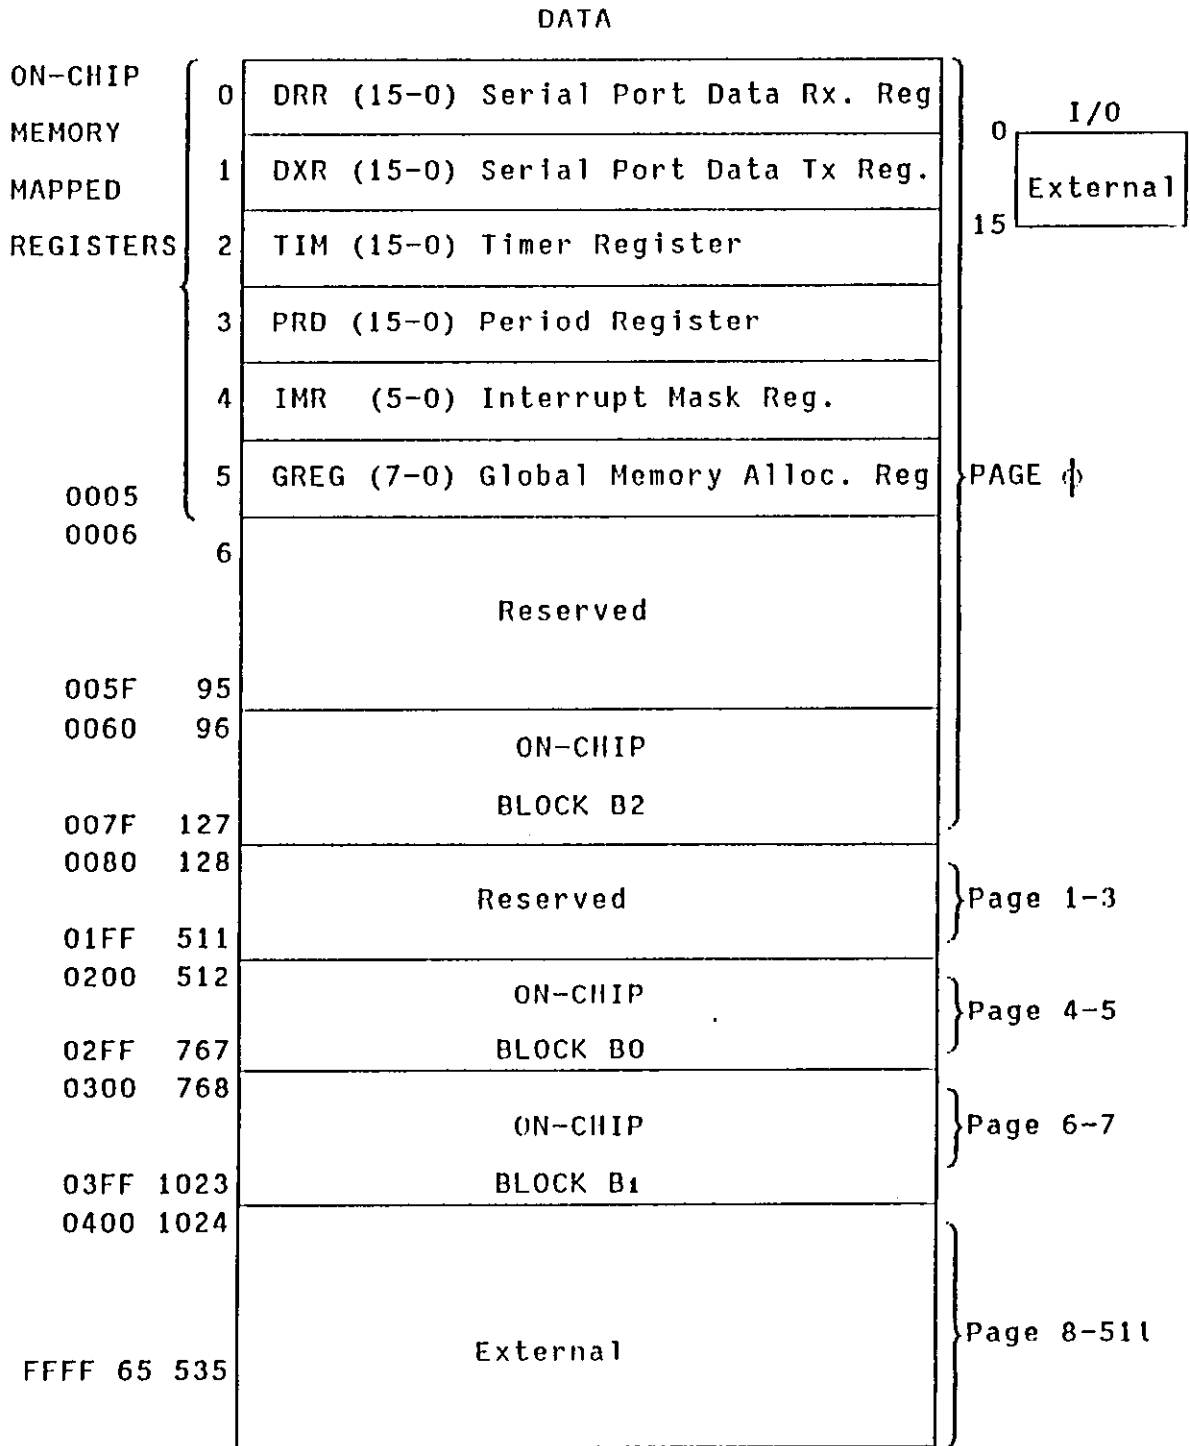 DATA
ON-CHIP
MEMORY
MAPPED
REGISTERS
0 DRR (15-0) Serial Port Data Rx. Reg
1 DXR (15-0) Serial Port Data Tx Reg.
2 TIM (15-0) Timer Register
3 PRD (15-0) Period Register
4 IMR (5-0) Interrupt Mask Reg.
0005 5 GREG (7-0) Global Memory Alloc. Reg
PAGE ϕ
I/O
0
External
15
0006 6
Reserved
005F 95
0060 96
ON-CHIP
BLOCK B2
007F 127
0080 128
Reserved
Page 1-3
01FF 511
0200 512
ON-CHIP
Page 4-5
02FF 767 BLOCK B0
0300 768
ON-CHIP
Page 6-7
03FF 1023 BLOCK B1
0400 1024
External
Page 8-511
FFFF 65 535